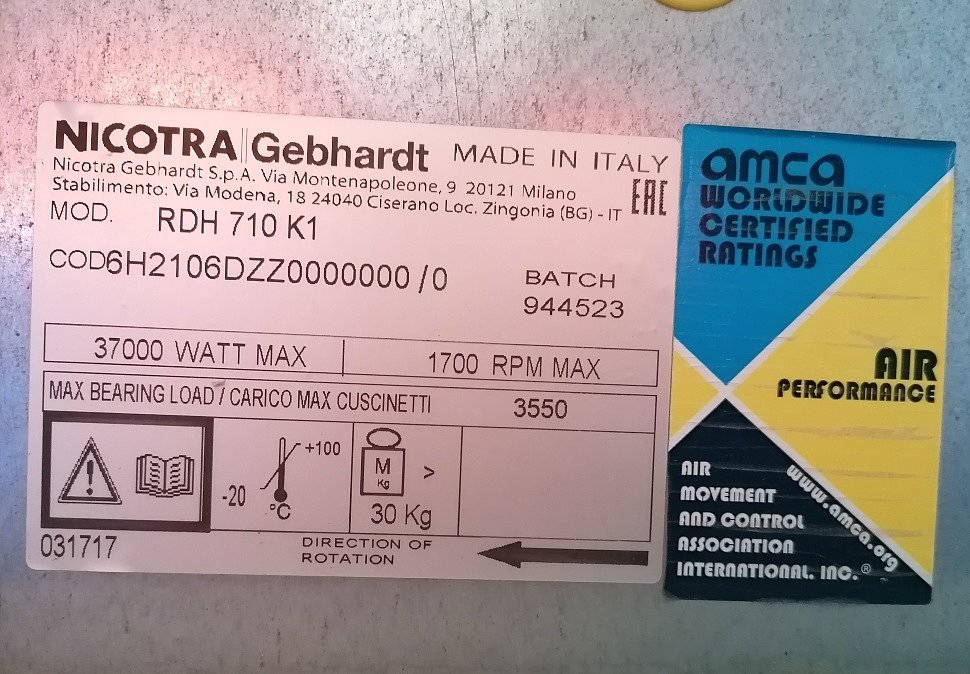 NICOTRA Gebhardt MADE IN ITALY
Nicotra Gebhardt S.p.A. Via Montenapoleone, 9 20121 Milano
Stabilimento: Via Modena, 18 24040 Ciserano Loc. Zingonia (BG) - IT
EAC
MOD. RDH 710 K1
COD6H2106DZZ0000000/0
BATCH
944523
37000 WATT MAX 1700 RPM MAX
MAX BEARING LOAD / CARICO MAX CUSCINETTI 3550
-20 +100
°C
M
Kg
>
30 Kg
031717
DIRECTION OF
ROTATION
amca
WORLDWIDE
CERTIFIED
RATINGS
AIR
PERFORMANCE
AIR
MOVEMENT
AND CONTROL
ASSOCIATION
INTERNATIONAL, INC.®
www.amca.org